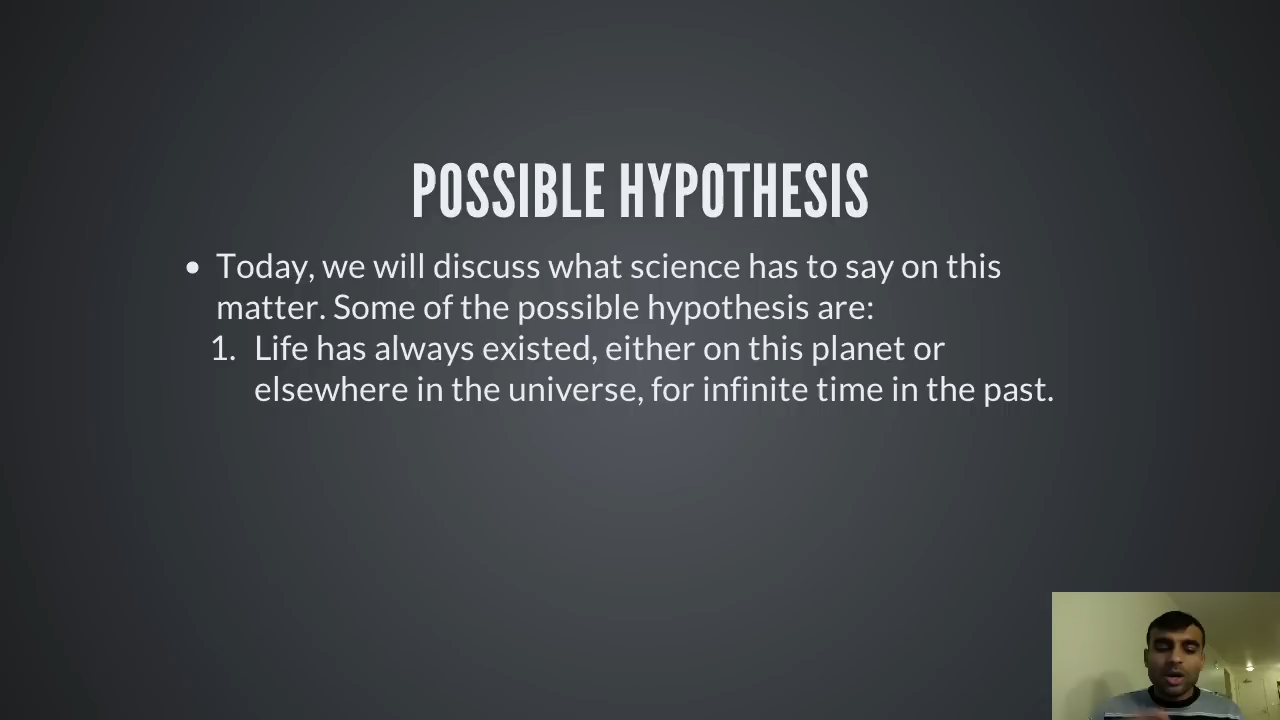 POSSIBLE HYPOTHESIS
• Today, we will discuss what science has to say on this
matter. Some of the possible hypothesis are:
1. Life has always existed, either on this planet or
elsewhere in the universe, for infinite time in the past.